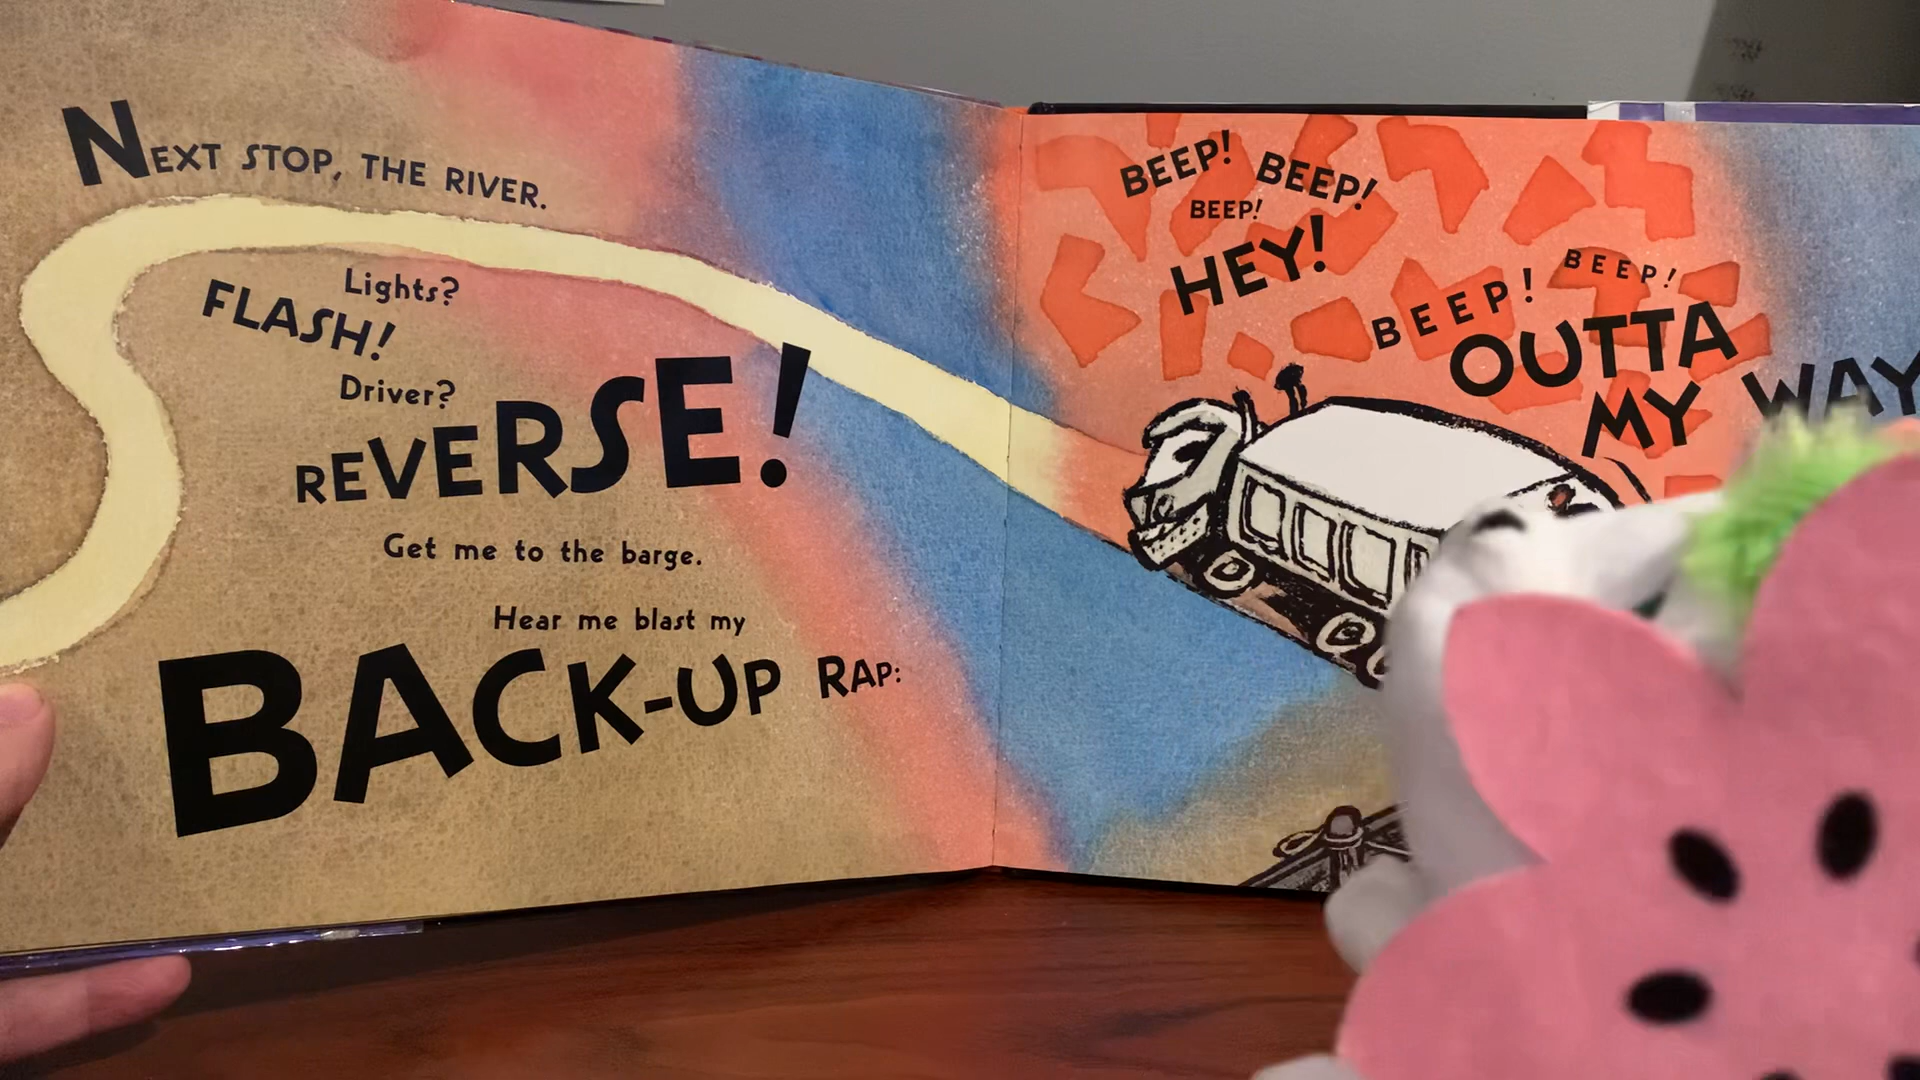 NEXT STOP, THE RIVER.
Lights?
FLASH!
Driver?
REVERSE!
Get me to the barge.
Hear me blast my
BACK-UP RAP:
BEEP! BEEP!
BEEP!
HEY!
BEEP! BEEP!
OUTTA
MY WAY